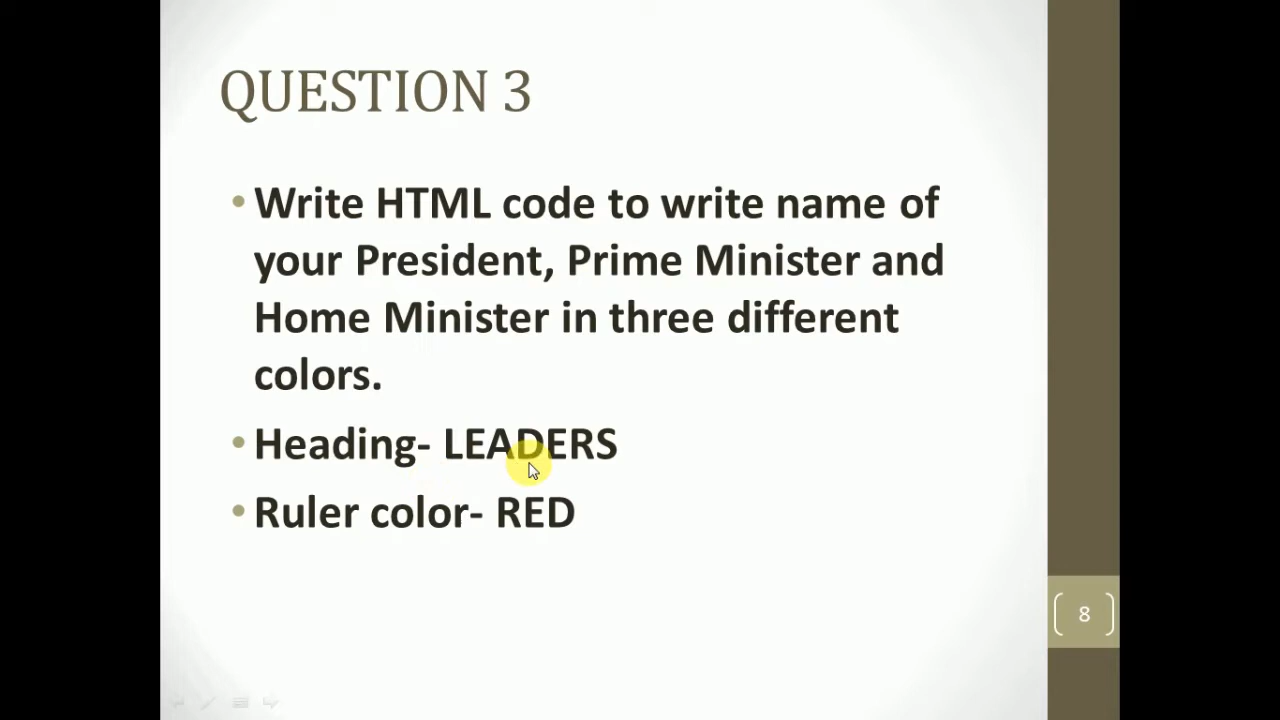 QUESTION 3
• Write HTML code to write name of
your President, Prime Minister and
Home Minister in three different
colors.
• Heading- LEADERS
• Ruler color- RED
8